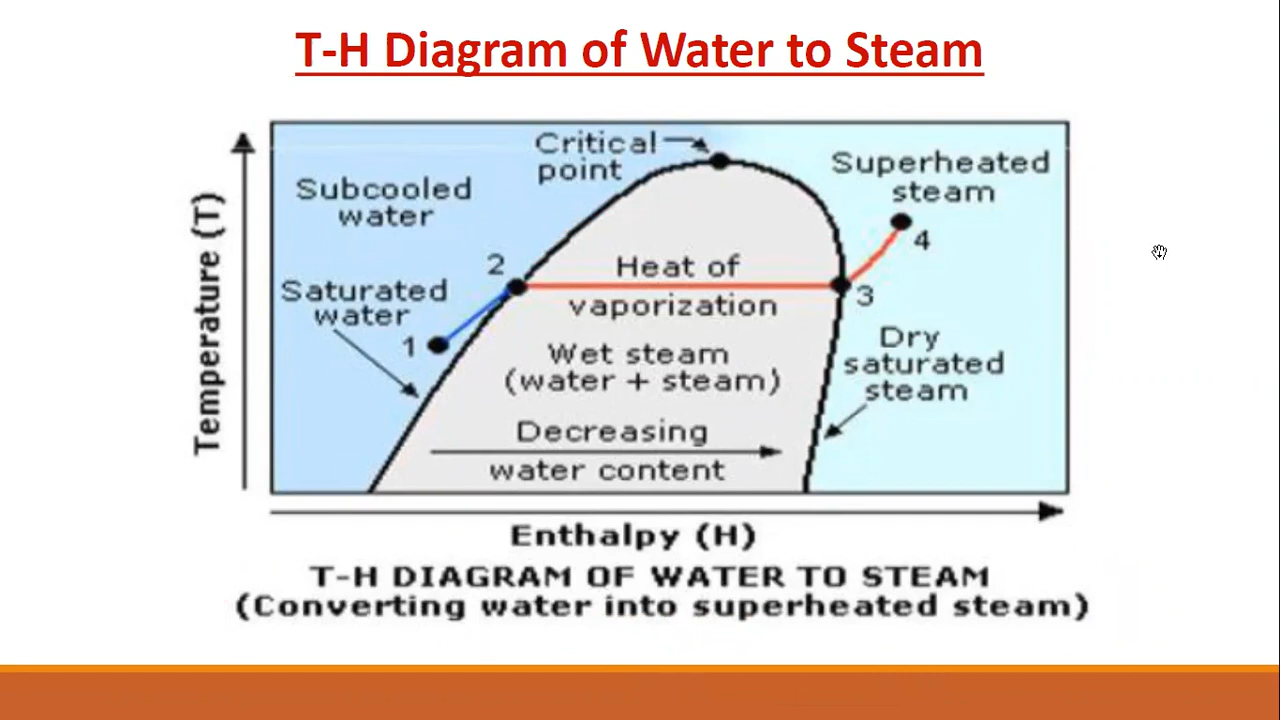 T-H Diagram of Water to Steam
Critical
point
Superheated
steam
Subcooled
water
4
2
Heat of
Saturated
water
vaporization
3
1
Dry
saturated
steam
Wet steam
(water + steam)
Decreasing
water content
Temperature (T)
Enthalpy (H)
T-H DIAGRAM OF WATER TO STEAM
(Converting water into superheated steam)